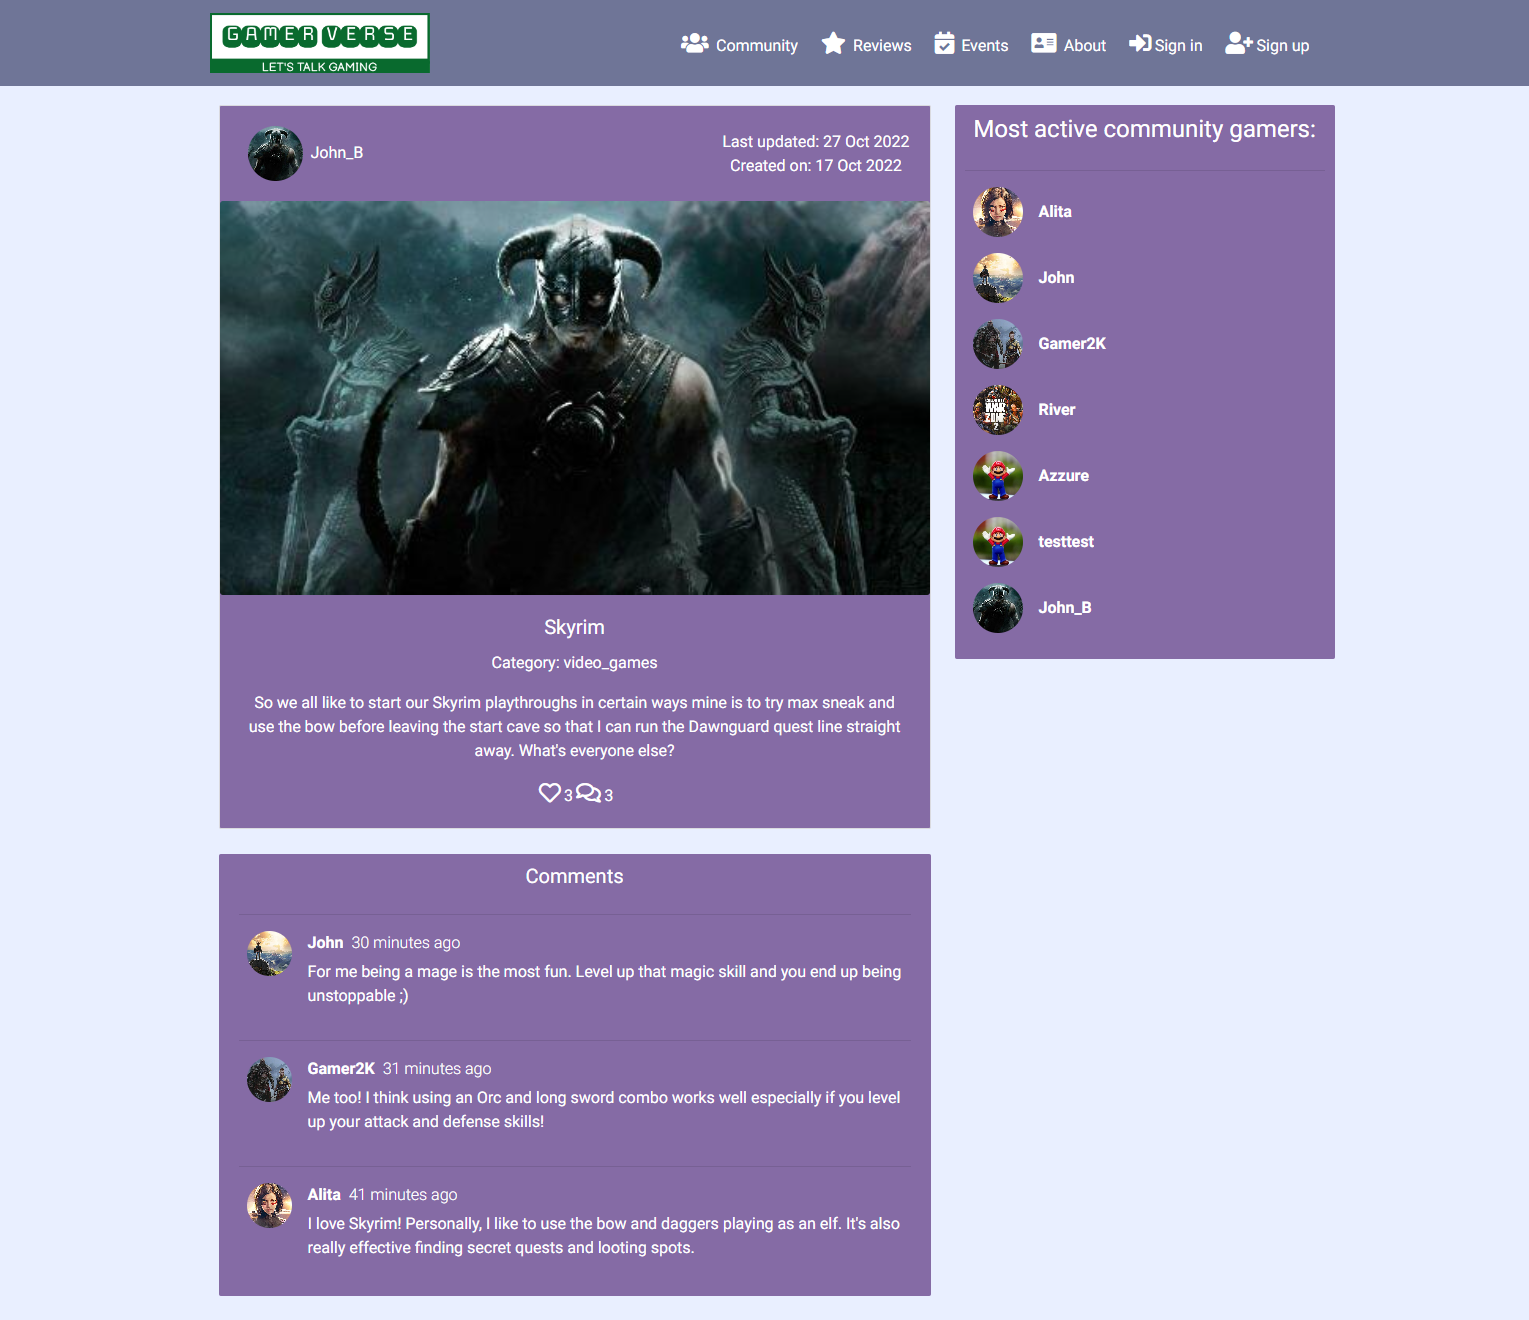 GAMER VERSE
LET'S TALK GAMING
Community Reviews Events About Sign in Sign up
John_B
Last updated: 27 Oct 2022
Created on: 17 Oct 2022
Skyrim
Category: video_games
So we all like to start our Skyrim playthroughs in certain ways mine is to try max sneak and
use the bow before leaving the start cave so that I can run the Dawnguard quest line straight
away. What's everyone else?
3 3
Comments
John 30 minutes ago
For me being a mage is the most fun. Level up that magic skill and you end up being
unstoppable ;)
Gamer2K 31 minutes ago
Me too! I think using an Orc and long sword combo works well especially if you level
up your attack and defense skills!
Alita 41 minutes ago
I love Skyrim! Personally, I like to use the bow and daggers playing as an elf. It's also
really effective finding secret quests and looting spots.
Most active community gamers:
Alita
John
Gamer2K
WAR
ZONE
2
River
Azzure
testtest
John_B